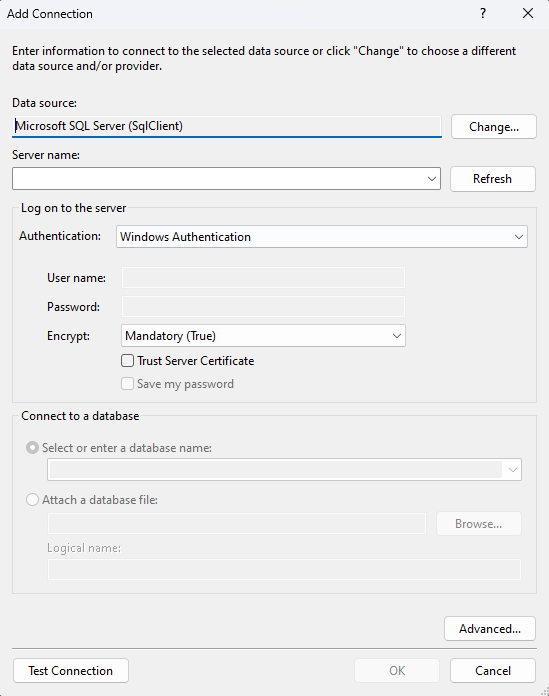 Add Connection
?
Enter information to connect to the selected data source or click "Change" to choose a different
data source and/or provider.
Data source:
Microsoft SQL Server (SqlClient)
Change...
Server name:
Refresh
Log on to the server
Authentication: Windows Authentication
User name:
Password:
Encrypt: Mandatory (True)
Trust Server Certificate
Save my password
Connect to a database
Select or enter a database name:
Attach a database file:
Browse...
Logical name:
Advanced...
Test Connection OK Cancel